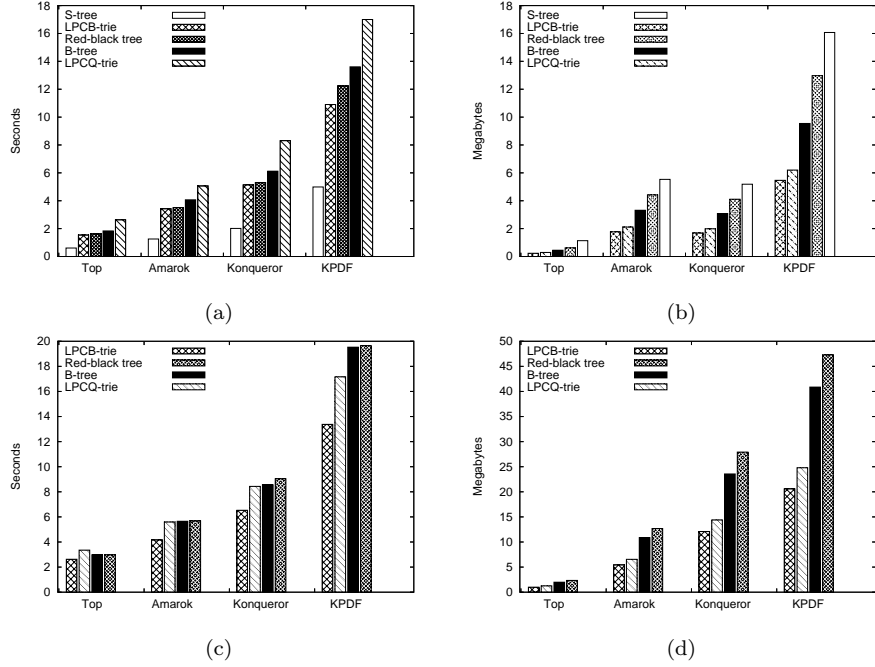 S-tree
LPCB-trie
Red-black tree
B-tree
LPCQ-trie
18
16
14
12
10
8
6
4
2
0
Seconds
Top Amarok Konqueror KPDF
(a)
S-tree
LPCB-trie
Red-black tree
B-tree
LPCQ-trie
18
16
14
12
10
8
6
4
2
0
Megabytes
Top Amarok Konqueror KPDF
(b)
LPCB-trie
Red-black tree
B-tree
LPCQ-trie
20
18
16
14
12
10
8
6
4
2
0
Seconds
Top Amarok Konqueror KPDF
(c)
LPCB-trie
Red-black tree
B-tree
LPCQ-trie
50
45
40
35
30
25
20
15
10
5
0
Megabytes
Top Amarok Konqueror KPDF
(d)